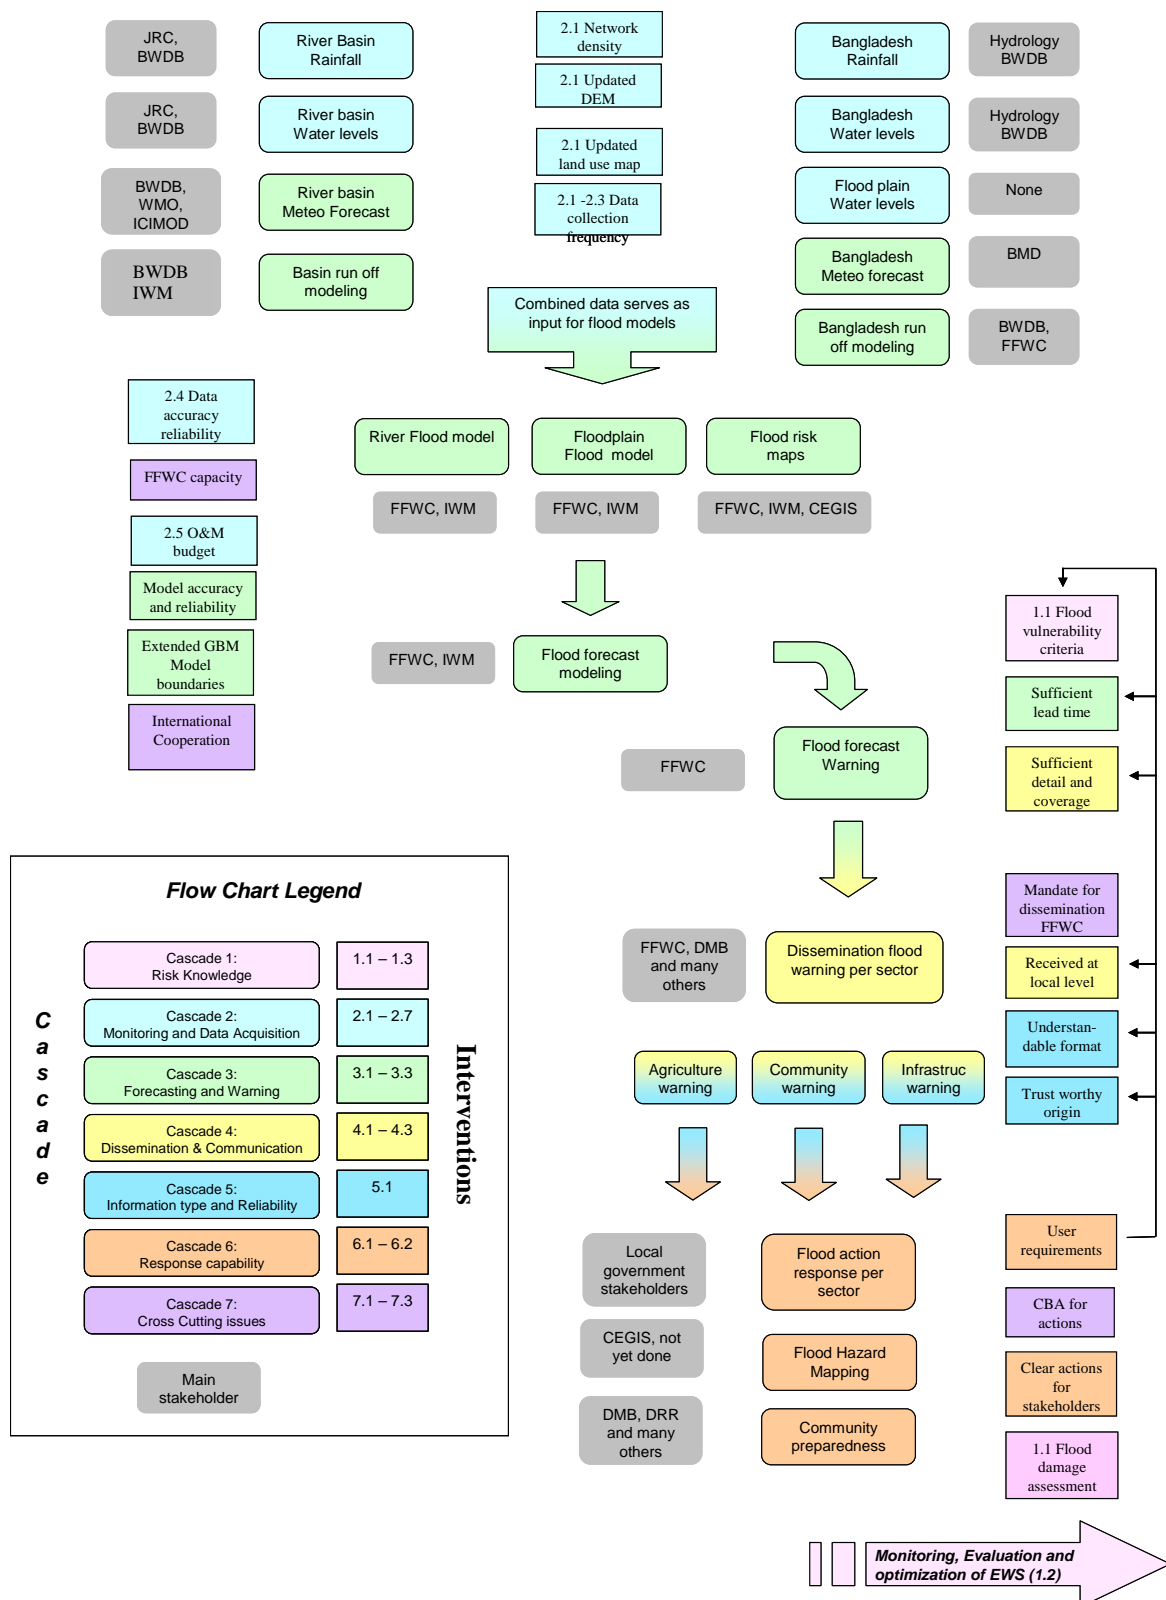 JRC,
BWDB
River Basin
Rainfall
2.1 Network
density
Bangladesh
Rainfall
Hydrology
BWDB
2.1 Updated
DEM
JRC,
BWDB
River basin
Water levels
2.1 Updated
land use map
Bangladesh
Water levels
Hydrology
BWDB
BWDB,
WMO,
ICIMOD
River basin
Meteo Forecast
2.1 -2.3 Data
collection
frequency
Flood plain
Water levels
None
BWDB
IWM
Basin run off
modeling
Bangladesh
Meteo forecast
BMD
Combined data serves as
input for flood models
Bangladesh run
off modeling
BWDB,
FFWC
2.4 Data
accuracy
reliability
FFWC capacity
2.5 O&M
budget
Model accuracy
and reliability
Extended GBM
Model
boundaries
International
Cooperation
River Flood model
Floodplain
Flood model
Flood risk
maps
FFWC, IWM
FFWC, IWM
FFWC, IWM, CEGIS
FFWC, IWM
Flood forecast
modeling
FFWC
Flood forecast
Warning
1.1 Flood
vulnerability
criteria
Sufficient
lead time
Sufficient
detail and
coverage
Mandate for
dissemination
FFWC
Received at
local level
Understan-
dable format
Trust worthy
origin
FFWC, DMB
and many
others
Dissemination flood
warning per sector
Agriculture
warning
Community
warning
Infrastruc
warning
Local
government
stakeholders
Flood action
response per
sector
CEGIS, not
yet done
Flood Hazard
Mapping
DMB, DRR
and many
others
Community
preparedness
User
requirements
CBA for
actions
Clear actions
for
stakeholders
1.1 Flood
damage
assessment
Flow Chart Legend
Cascade
Cascade 1:
Risk Knowledge
1.1 – 1.3
Cascade 2:
Monitoring and Data Acquisition
2.1 – 2.7
Cascade 3:
Forecasting and Warning
3.1 – 3.3
Cascade 4:
Dissemination & Communication
4.1 – 4.3
Cascade 5:
Information type and Reliability
5.1
Cascade 6:
Response capability
6.1 – 6.2
Cascade 7:
Cross Cutting issues
7.1 – 7.3
Interventions
Main
stakeholder
Monitoring, Evaluation and
optimization of EWS (1.2)